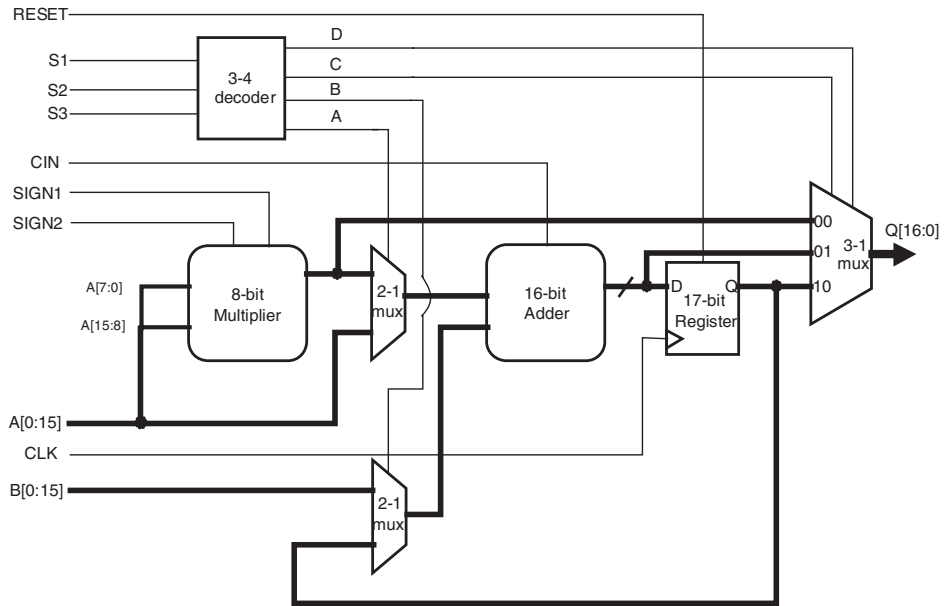 RESET
D
S1
C
3-4
decoder
S2
B
S3
A
CIN
SIGN1
SIGN2
Q[16:0]
00
01
3-1
mux
10
A[7:0]
8-bit
Multiplier
2-1
mux
16-bit
Adder
D
Q
17-bit
Register
A[15:8]
A[0:15]
CLK
B[0:15]
2-1
mux